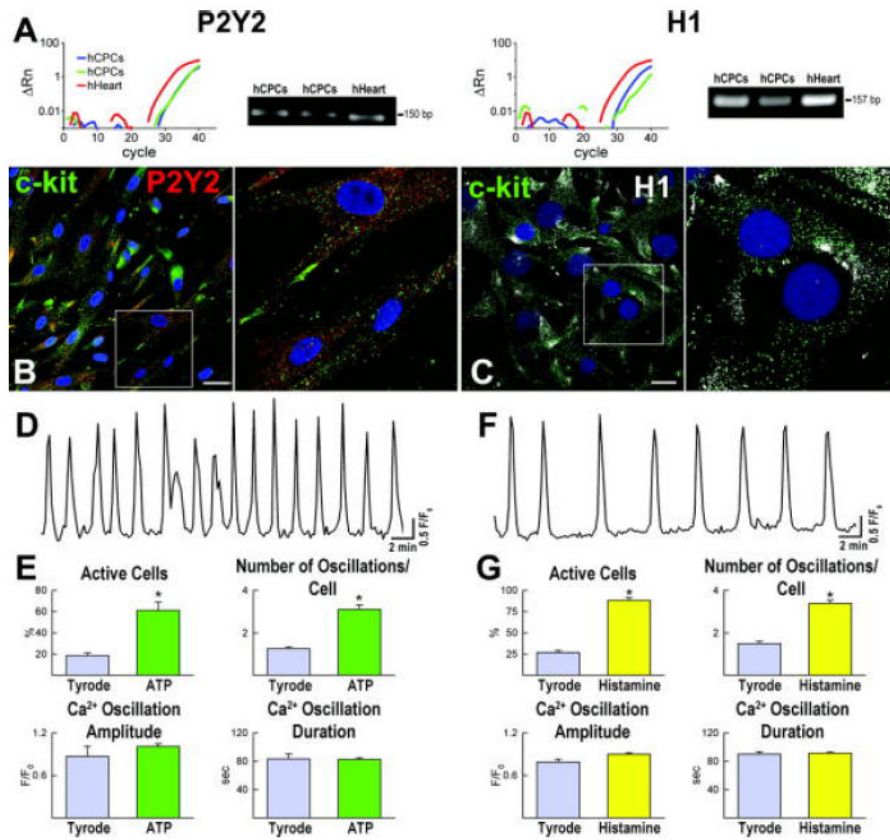 A
P2Y2
H1
ΔRn
100
1
0.01
hCPCs
hCPCs
hHeart
0 10 20 30 40 50
cycle
hCPCs hCPCs hHeart
150 bp
ΔRn
100
1
0.01
hCPCs
hCPCs
hHeart
0 10 20 30 40 50
cycle
hCPCs hCPCs hHeart
157 bp
c-kit P2Y2
B
c-kit H1
C
D
2 min
0.5 F/F₀
F
2 min
0.5 F/F₀
E
Active Cells
%
80
60
40
20
*
Tyrode ATP
Number of Oscillations/
Cell
4
2
*
Tyrode ATP
Ca²⁺ Oscillation
Amplitude
F/F₀
1.2
0.6
Tyrode ATP
Ca²⁺ Oscillation
Duration
sec
120
80
40
Tyrode ATP
G
Active Cells
%
100
75
50
25
*
Tyrode Histamine
Number of Oscillations/
Cell
4
2
*
Tyrode Histamine
Ca²⁺ Oscillation
Amplitude
F/F₀
1.2
0.6
Tyrode Histamine
Ca²⁺ Oscillation
Duration
sec
120
80
40
Tyrode Histamine